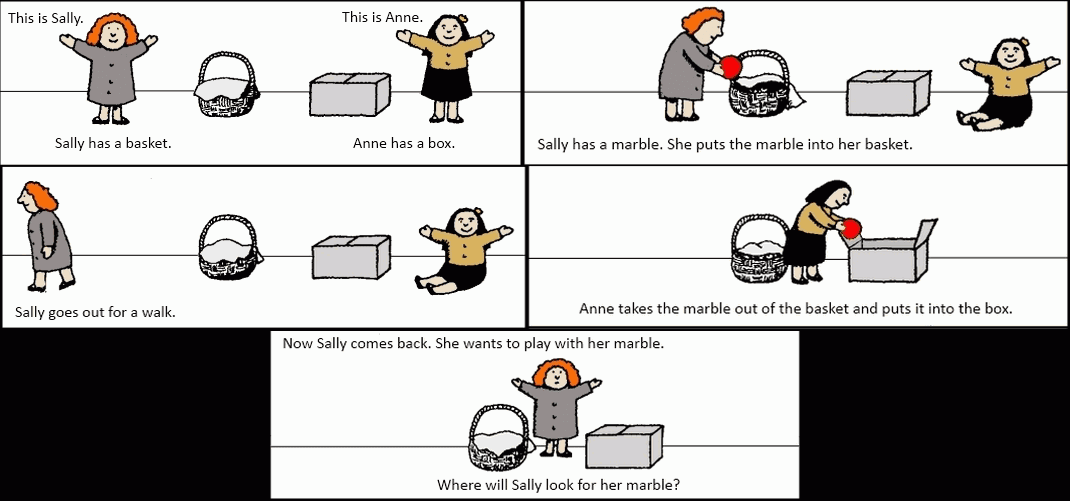 This is Sally.
This is Anne.
Sally has a basket.
Anne has a box.
Sally has a marble. She puts the marble into her basket.
Sally goes out for a walk.
Anne takes the marble out of the basket and puts it into the box.
Now Sally comes back. She wants to play with her marble.
Where will Sally look for her marble?